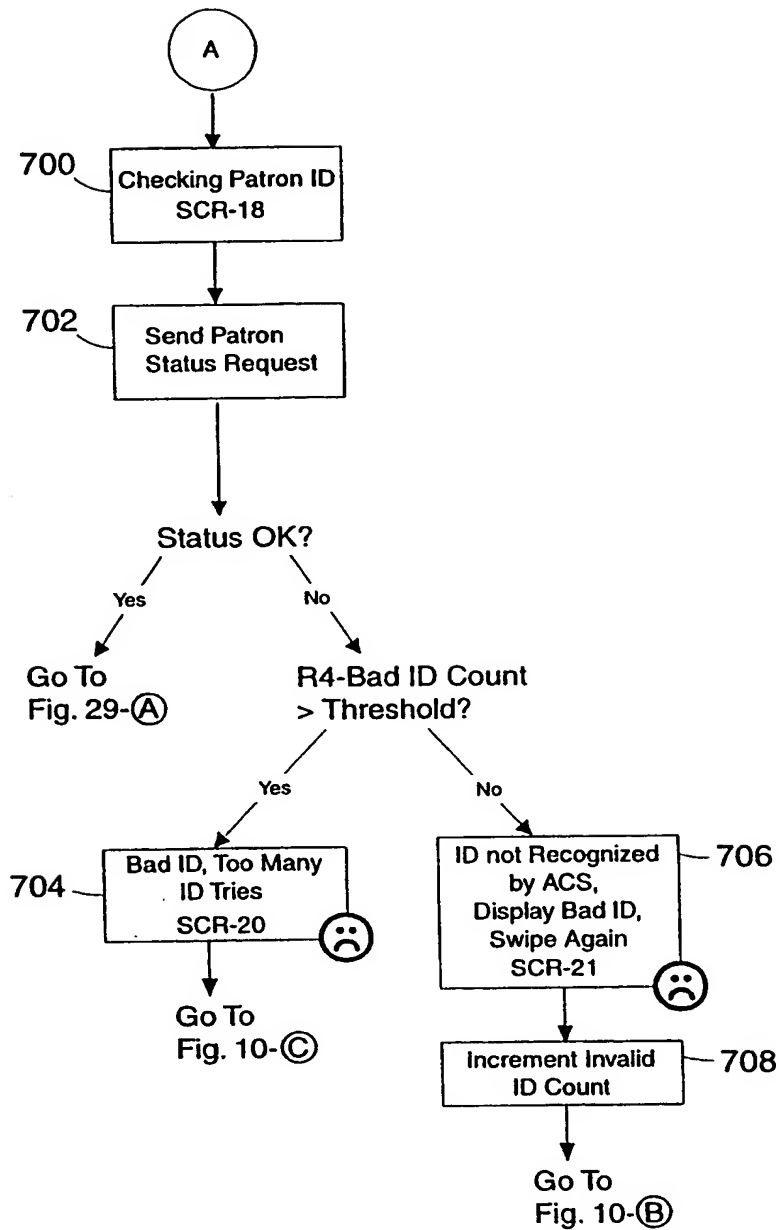 A
700
Checking Patron ID
SCR-18
702
Send Patron
Status Request
Status OK?
Yes
No
Go To
Fig. 29-Ⓐ
R4-Bad ID Count
> Threshold?
Yes
No
704
Bad ID, Too Many
ID Tries
SCR-20
706
ID not Recognized
by ACS,
Display Bad ID,
Swipe Again
SCR-21
Go To
Fig. 10-Ⓒ
Increment Invalid
ID Count
708
Go To
Fig. 10-Ⓑ